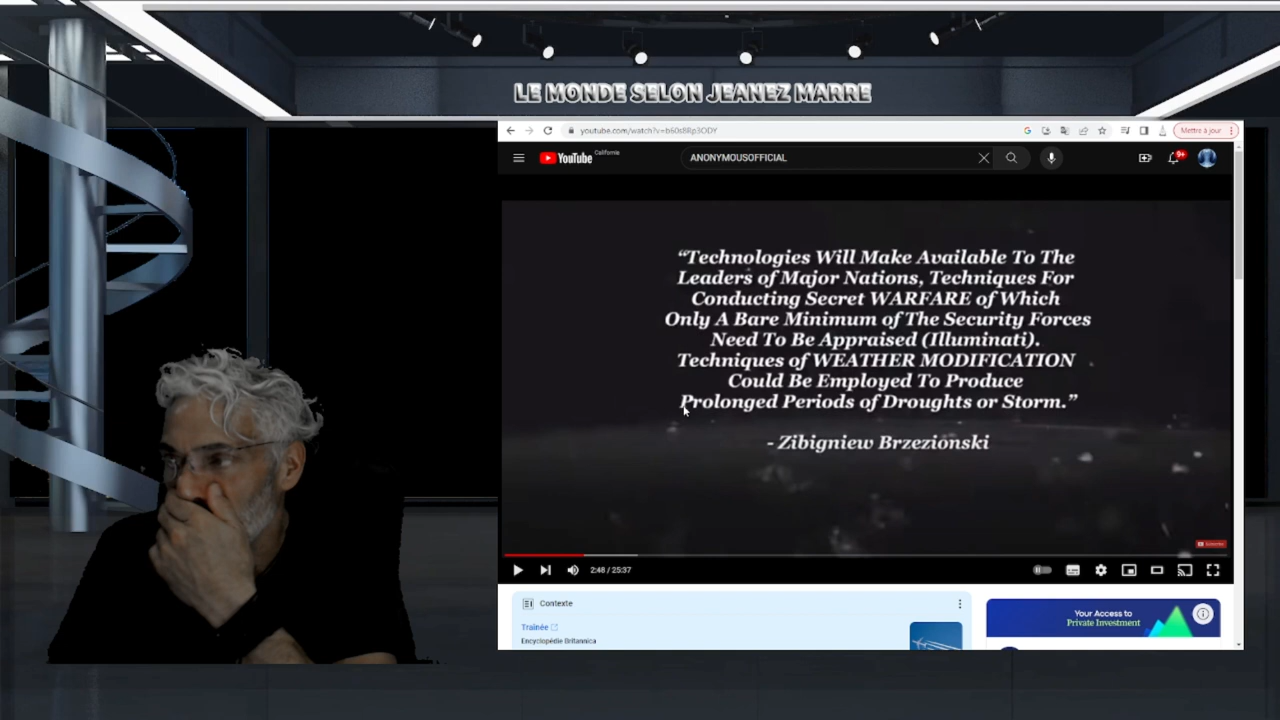 LE MONDE SELON JEANEZ MARRE
youtube.com/watch?v=b60s8Rp3ODY
Mettre à jour
YouTube
California
ANONYMOUSOFFICIAL
9+
“Technologies Will Make Available To The
Leaders of Major Nations, Techniques For
Conducting Secret WARFARE of Which
Only A Bare Minimum of The Security Forces
Need To Be Appraised (Illuminati).
Techniques of WEATHER MODIFICATION
Could Be Employed To Produce
Prolonged Periods of Droughts or Storm.”
- Zibigniew Brzezionski
2:48 / 25:37
Contexte
Traînée
Encyclopédie Britannica
Your Access to
Private Investment